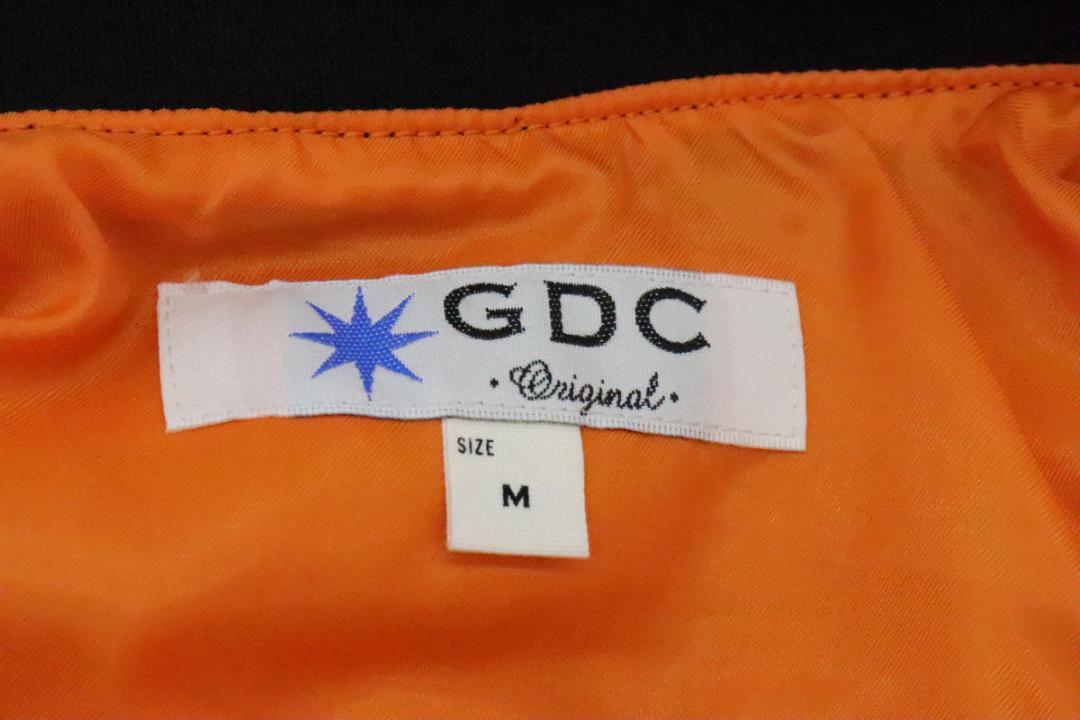 GDC
• Original •
SIZE
M